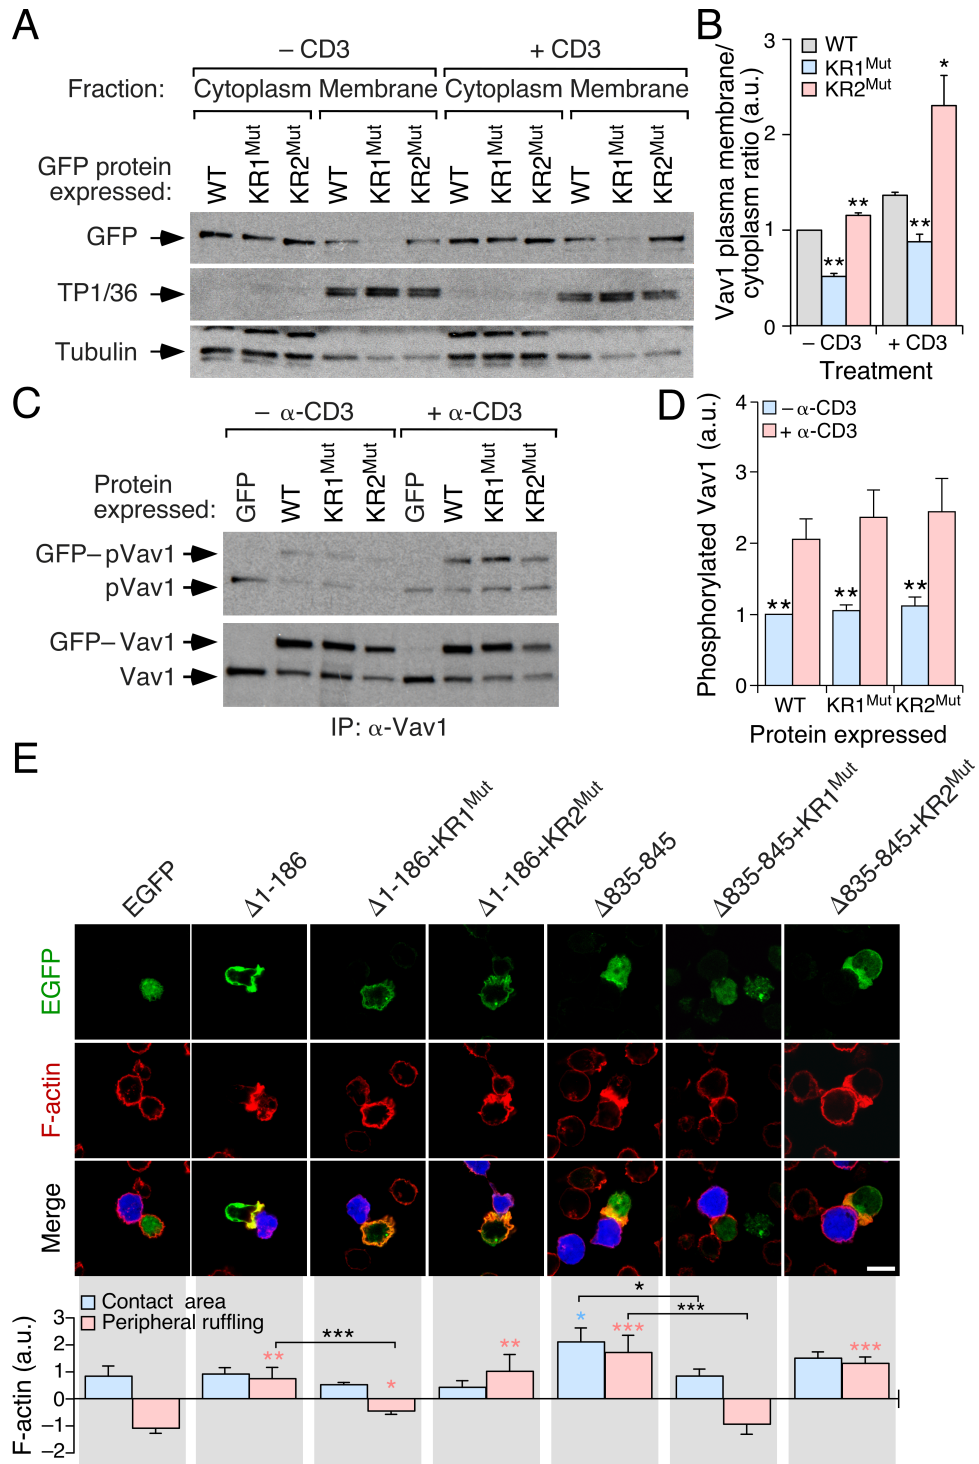 A
– CD3 + CD3
Fraction: Cytoplasm Membrane Cytoplasm Membrane
GFP protein expressed: WT KR1Mut KR2Mut WT KR1Mut KR2Mut WT KR1Mut KR2Mut WT KR1Mut KR2Mut
GFP
TP1/36
Tubulin
B
Vav1 plasma membrane/
cytoplasm ratio (a.u.)
3
2
1
0
WT
KR1Mut
KR2Mut
** ** ** *
– CD3 + CD3
Treatment
C
– α-CD3 + α-CD3
Protein expressed: GFP WT KR1Mut KR2Mut GFP WT KR1Mut KR2Mut
GFP–pVav1
pVav1
GFP–Vav1
Vav1
IP: α-Vav1
D
Phosphorylated Vav1 (a.u.)
4
3
2
1
0
– α-CD3
+ α-CD3
** ** **
WT KR1Mut KR2Mut
Protein expressed
E
EGFP Δ1-186 Δ1-186+KR1Mut Δ1-186+KR2Mut Δ835-845 Δ835-845+KR1Mut Δ835-845+KR2Mut
EGFP
F-actin
Merge
F-actin (a.u.)
3
2
1
0
–1
–2
Contact area
Peripheral ruffling
** *** * ** * *** * *** ***